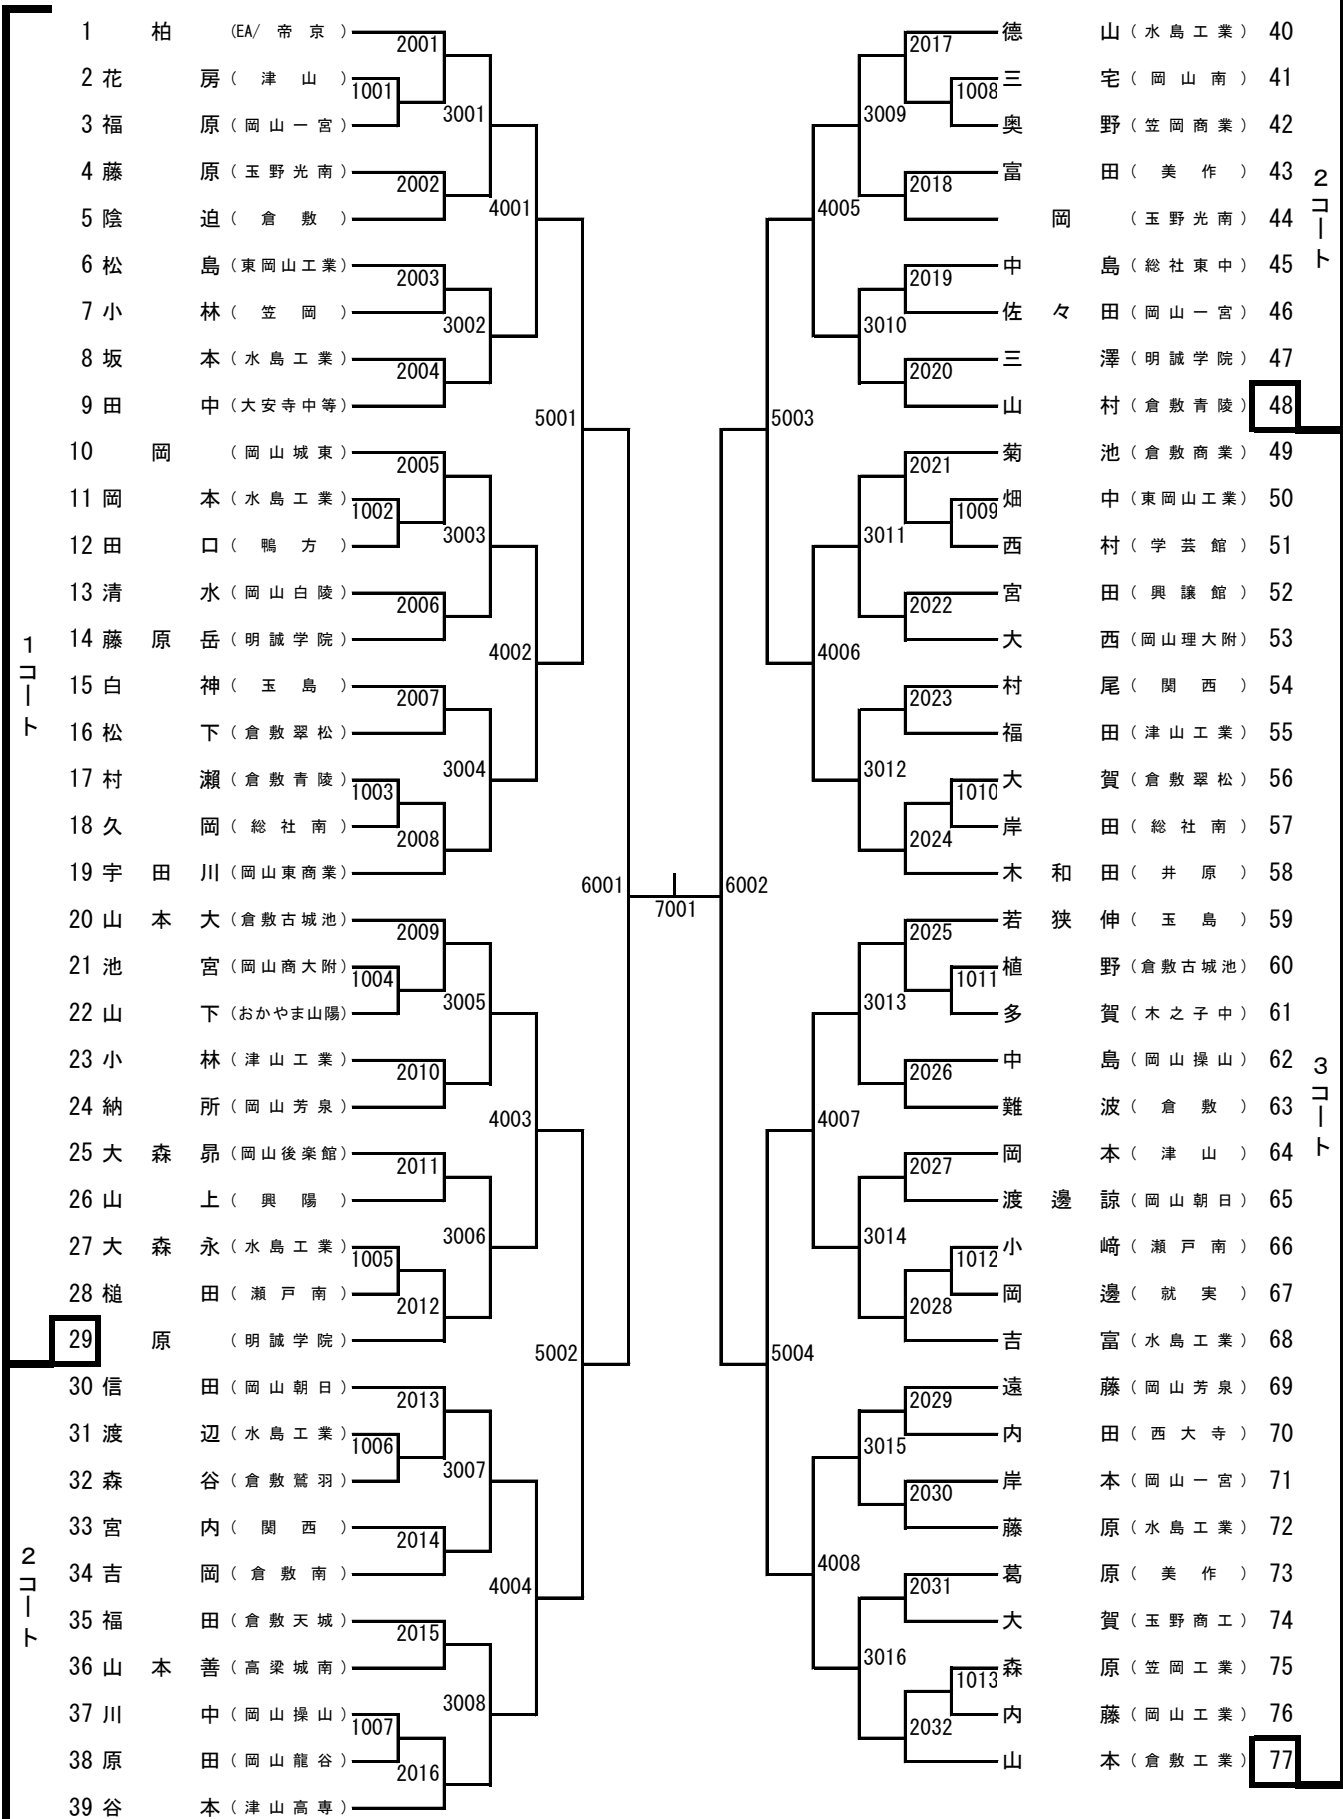 1 柏 (EA/帝京)
2 花房 (津山)
3 福原 (岡山一宮)
4 藤原 (玉野光南)
5 陰迫 (倉敷)
6 松島 (東岡山工業)
7 小林 (笠岡)
8 坂本 (水島工業)
9 田中 (大安寺中等)
10 岡 (岡山城東)
11 岡本 (水島工業)
12 田口 (鴨方)
13 清水 (岡山白陵)
14 藤原岳 (明誠学院)
15 白神 (玉島)
16 松下 (倉敷翠松)
17 村瀬 (倉敷青陵)
18 久岡 (総社南)
19 宇田川 (岡山東商業)
20 山本大 (倉敷古城池)
21 池宮 (岡山商大附)
22 山下 (おかやま山陽)
23 小林 (津山工業)
24 納所 (岡山芳泉)
25 大森昴 (岡山後楽館)
26 山上 (興陽)
27 大森永 (水島工業)
28 槌田 (瀬戸南)
29 原 (明誠学院)
30 信田 (岡山朝日)
31 渡辺 (水島工業)
32 森谷 (倉敷鷲羽)
33 宮内 (関西)
34 吉岡 (倉敷南)
35 福田 (倉敷天城)
36 山本善 (高梁城南)
37 川中 (岡山操山)
38 原田 (岡山龍谷)
39 谷本 (津山高専)
1コート
2コート
1001
1002
1003
1004
1005
1006
1007
2001
2002
2003
2004
2005
2006
2007
2008
2009
2010
2011
2012
2013
2014
2015
2016
3001
3002
3003
3004
3005
3006
3007
3008
4001
4002
4003
4004
5001
5002
6001
7001
6002
5003
5004
4005
4006
4007
4008
3009
3010
3011
3012
3013
3014
3015
3016
2017
2018
2019
2020
2021
2022
2023
2024
2025
2026
2027
2028
2029
2030
2031
2032
1008
1009
1010
1011
1012
1013
徳山 (水島工業) 40
三宅 (岡山南) 41
奥野 (笠岡商業) 42
富田 (美作) 43
岡 (玉野光南) 44
中島 (総社東中) 45
佐々田 (岡山一宮) 46
三澤 (明誠学院) 47
山村 (倉敷青陵) 48
菊池 (倉敷商業) 49
畑中 (東岡山工業) 50
西村 (学芸館) 51
宮田 (興譲館) 52
大西 (岡山理大附) 53
村尾 (関西) 54
福田 (津山工業) 55
大賀 (倉敷翠松) 56
岸田 (総社南) 57
木和田 (井原) 58
若狭伸 (玉島) 59
植野 (倉敷古城池) 60
多賀 (木之子中) 61
中島 (岡山操山) 62
難波 (倉敷) 63
岡本 (津山) 64
渡邊諒 (岡山朝日) 65
小﨑 (瀬戸南) 66
岡邊 (就実) 67
吉富 (水島工業) 68
遠藤 (岡山芳泉) 69
内田 (西大寺) 70
岸本 (岡山一宮) 71
藤原 (水島工業) 72
葛原 (美作) 73
大賀 (玉野商工) 74
森原 (笠岡工業) 75
内藤 (岡山工業) 76
山本 (倉敷工業) 77
2コート
3コート